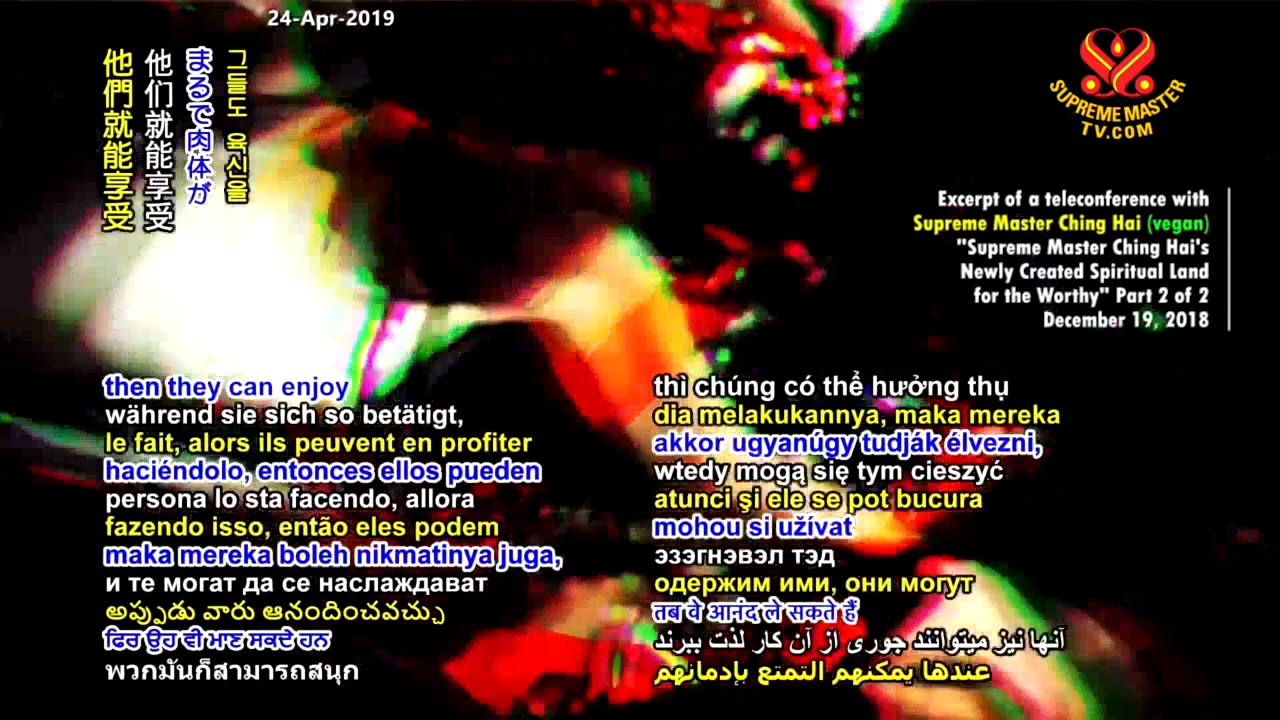 24-Apr-2019
SUPREME MASTER
TV.COM
그들도 육신을
まるで肉体が
他们就能享受
他們就能享受
Excerpt of a teleconference with
Supreme Master Ching Hai (vegan)
"Supreme Master Ching Hai's
Newly Created Spiritual Land
for the Worthy" Part 2 of 2
December 19, 2018
then they can enjoy
während sie sich so betätigt,
le fait, alors ils peuvent en profiter
haciéndolo, entonces ellos pueden
persona lo sta facendo, allora
fazendo isso, então eles podem
maka mereka boleh nikmatinya juga,
и те могат да се наслаждават
అప్పుడు వారు ఆనందించవచ్చు
ਫਿਰ ਉਹ ਵੀ ਮਾਣ ਸਕਦੇ ਹਨ
พวกมันก็สามารถสนุก
thì chúng có thể hưởng thụ
dia melakukannya, maka mereka
akkor ugyanúgy tudják élvezni,
wtedy mogą się tym cieszyć
atunci şi ele se pot bucura
mohou si užívat
эзэгнэвэл тэд
одержим ими, они могут
तब वे आनंद ले सकते हैं
آنها نیز میتوانند جوری از آن کار لذت ببرند
عندها يمكنهم التمتع بإدمانهم